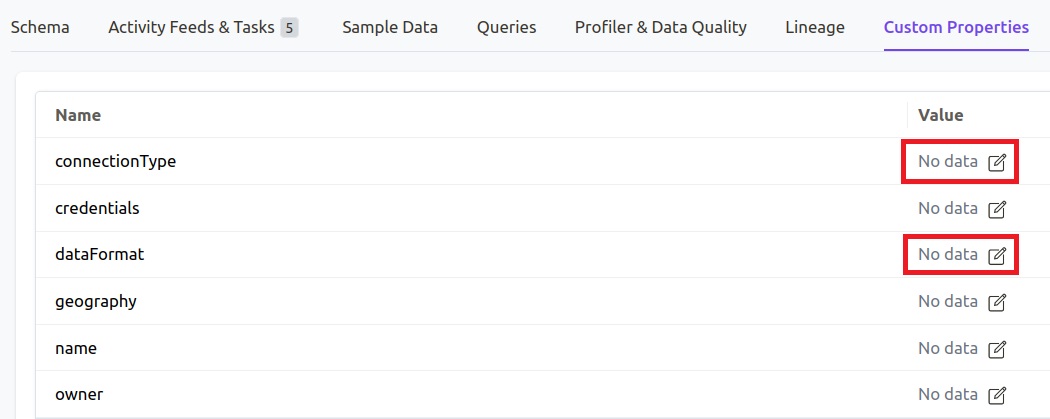 Schema Activity Feeds & Tasks 5 Sample Data Queries Profiler & Data Quality Lineage Custom Properties
Name Value
connectionType No data
credentials No data
dataFormat No data
geography No data
name No data
owner No data